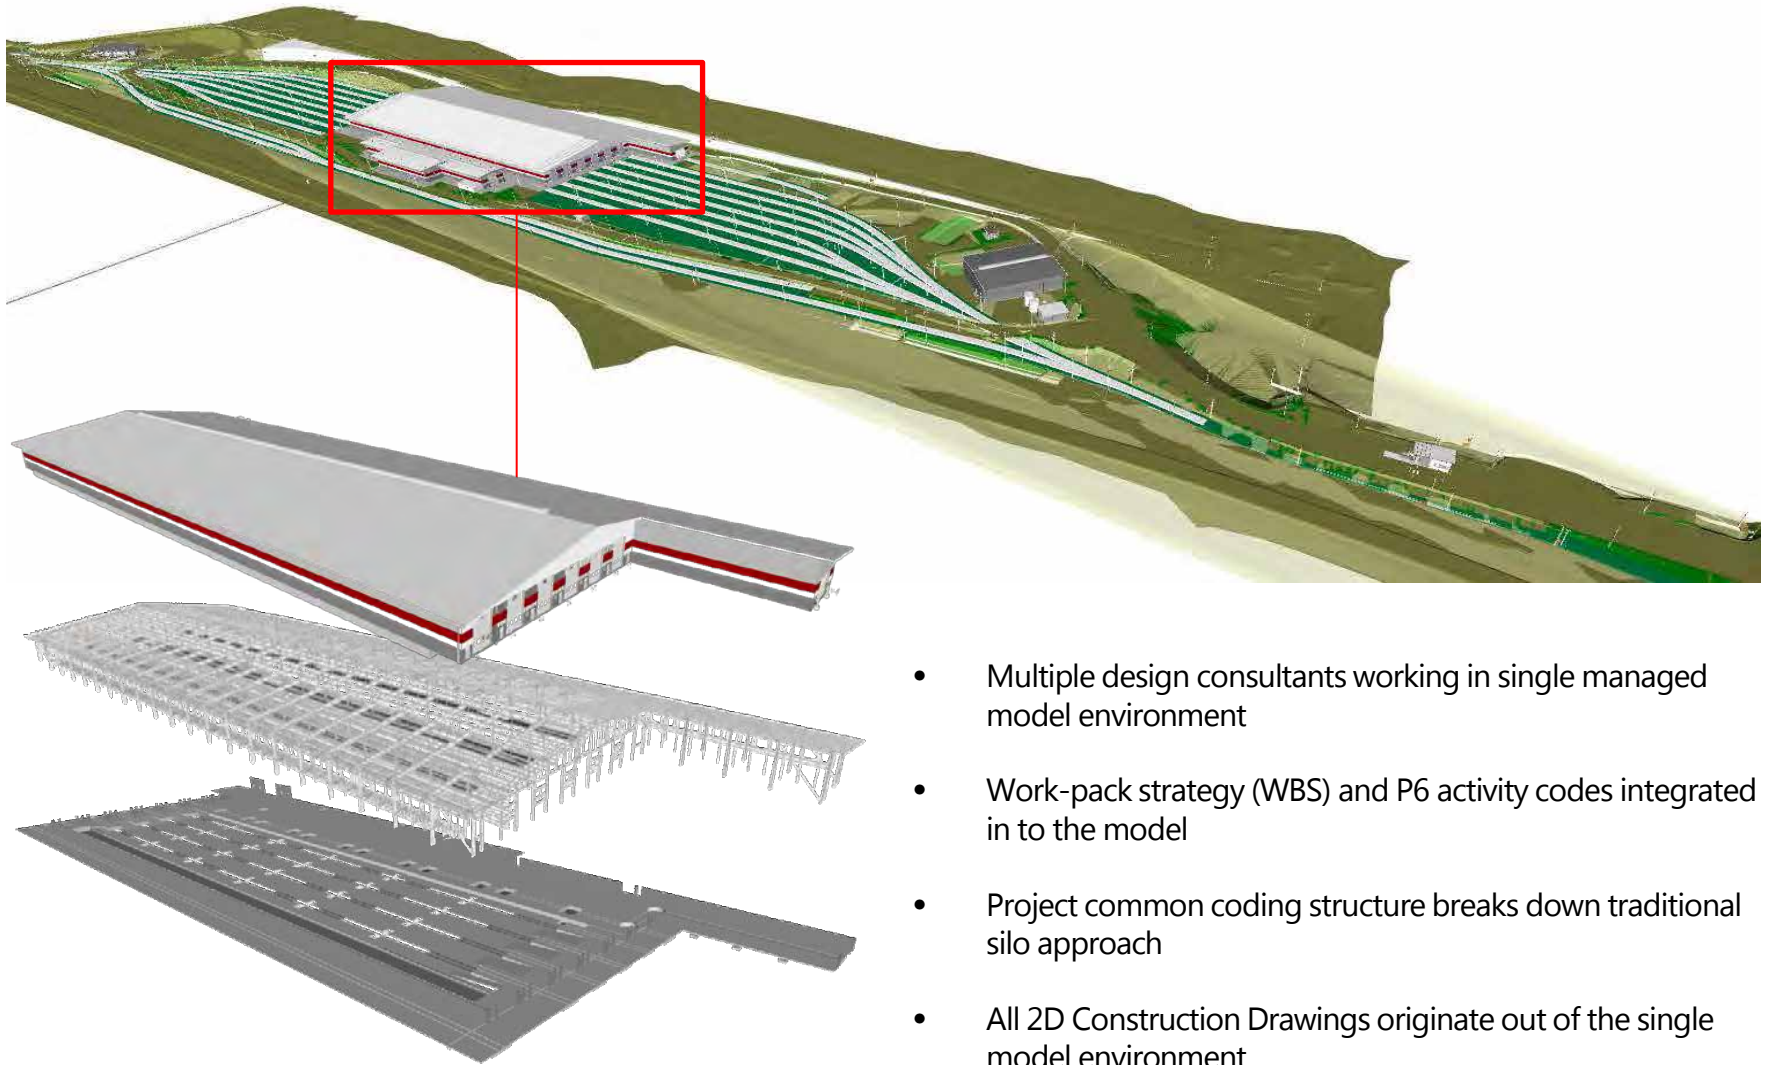 • Multiple design consultants working in single managed
model environment
• Work-pack strategy (WBS) and P6 activity codes integrated
in to the model
• Project common coding structure breaks down traditional
silo approach
• All 2D Construction Drawings originate out of the single
model environment